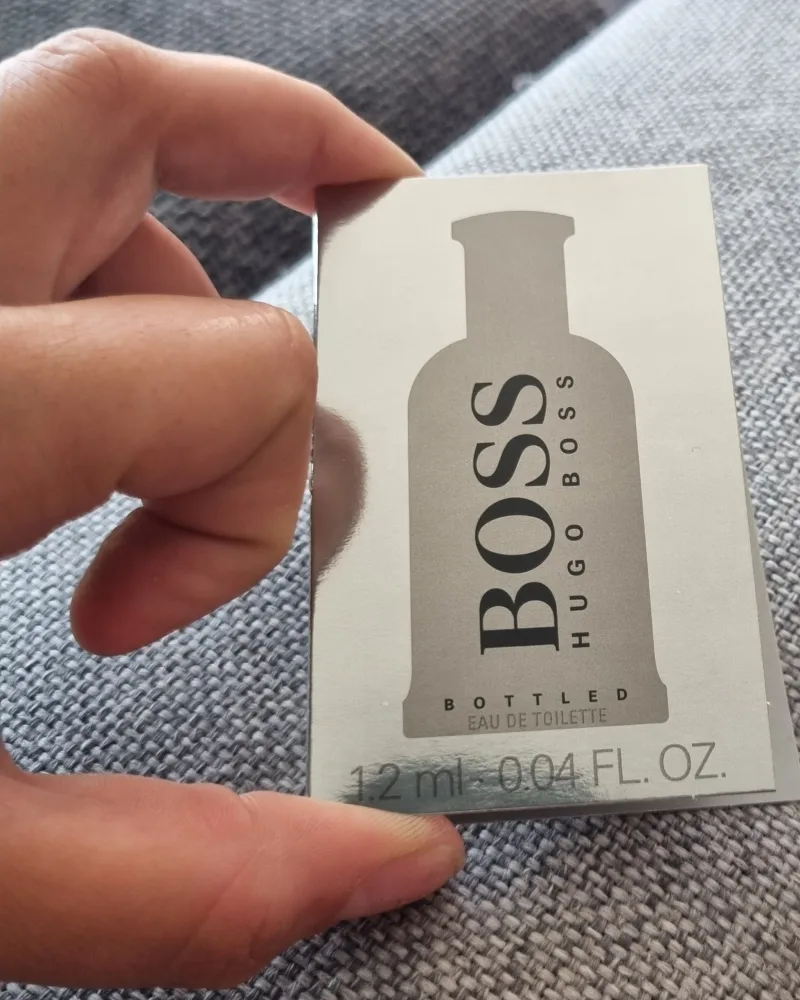 BOSS
HUGO BOSS
BOTTLED
EAU DE TOILETTE
1.2 ml - 0.04 FL. OZ.